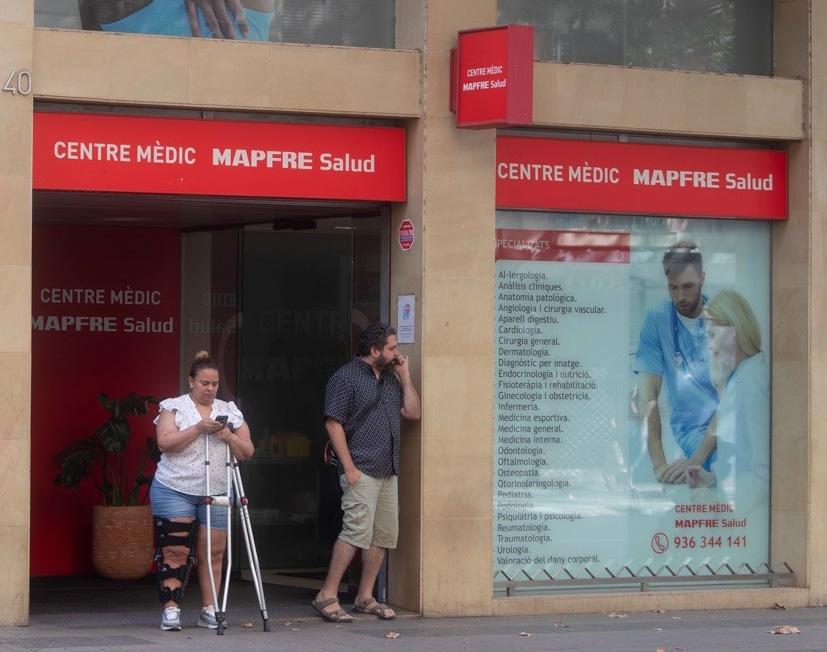 40
CENTRE MÈDIC
MAPFRE Salud
CENTRE MÈDIC MAPFRE Salud
CENTRE MÈDIC MAPFRE Salud
CENTRE MÈDIC
MAPFRE Salud
ESPECIALITATS
Al·lergologia.
Anàlisis clíniques.
Anatomia patològica.
Angiologia i cirurgia vascular.
Aparell digestiu.
Cardiologia.
Cirurgia general.
Dermatologia.
Diagnòstic per imatge.
Endocrinologia i nutrició.
Fisioteràpia i rehabilitació.
Ginecologia i obstetrícia.
Infermeria.
Medicina esportiva.
Medicina general.
Medicina interna.
Odontologia.
Oftalmologia.
Osteopatia.
Otorinolaringologia.
Pediatria.
Podologia.
Psiquiatria i psicologia.
Reumatologia.
Traumatologia.
Urologia.
Valoració del dany corporal.
CENTRE MÈDIC
MAPFRE Salud
936 344 141